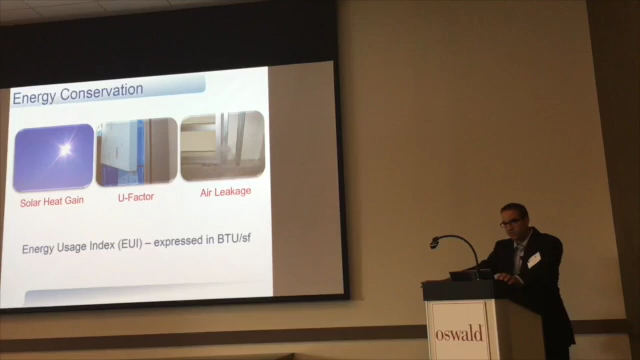 Energy Conservation
Solar Heat Gain
U-Factor
Air Leakage
Energy Usage Index (EUI) – expressed in BTU/sf
oswald